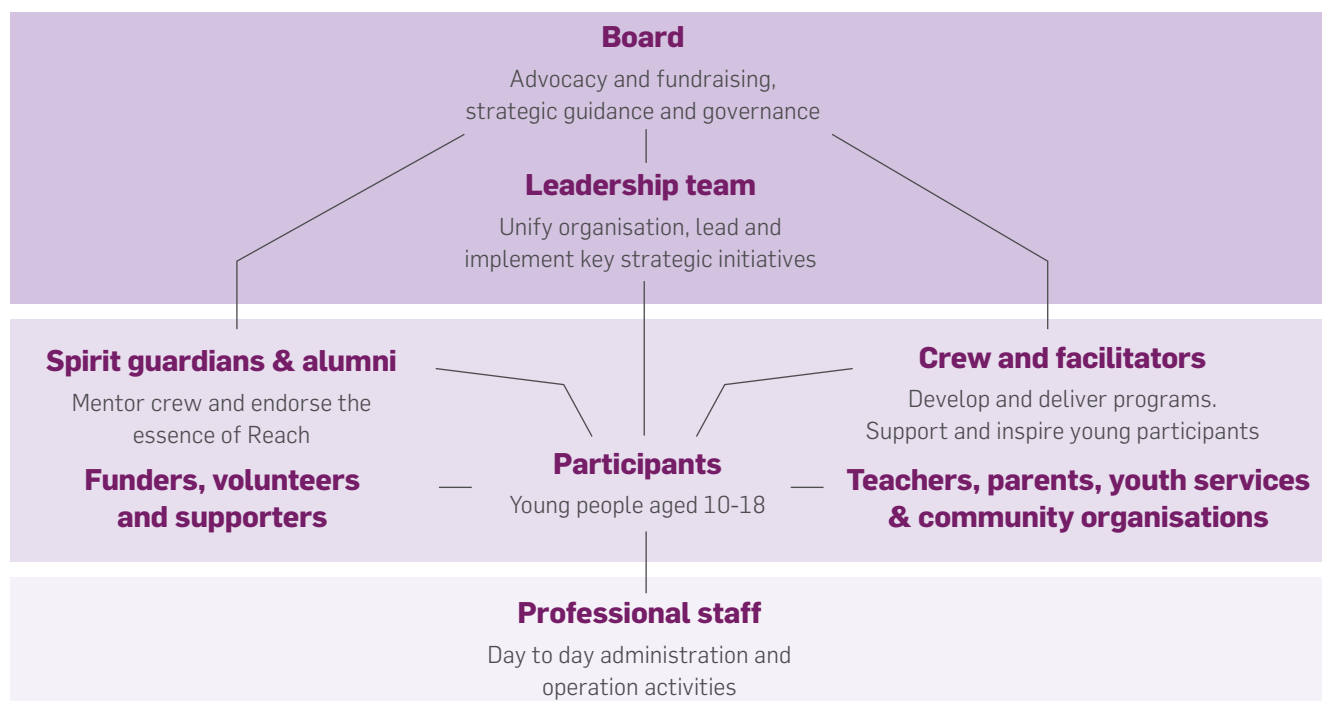 Board
Advocacy and fundraising,
strategic guidance and governance
Leadership team
Unify organisation, lead and
implement key strategic initiatives
Spirit guardians & alumni
Mentor crew and endorse the
essence of Reach
Funders, volunteers
and supporters
Participants
Young people aged 10-18
Crew and facilitators
Develop and deliver programs.
Support and inspire young participants
Teachers, parents, youth services
& community organisations
Professional staff
Day to day administration and
operation activities